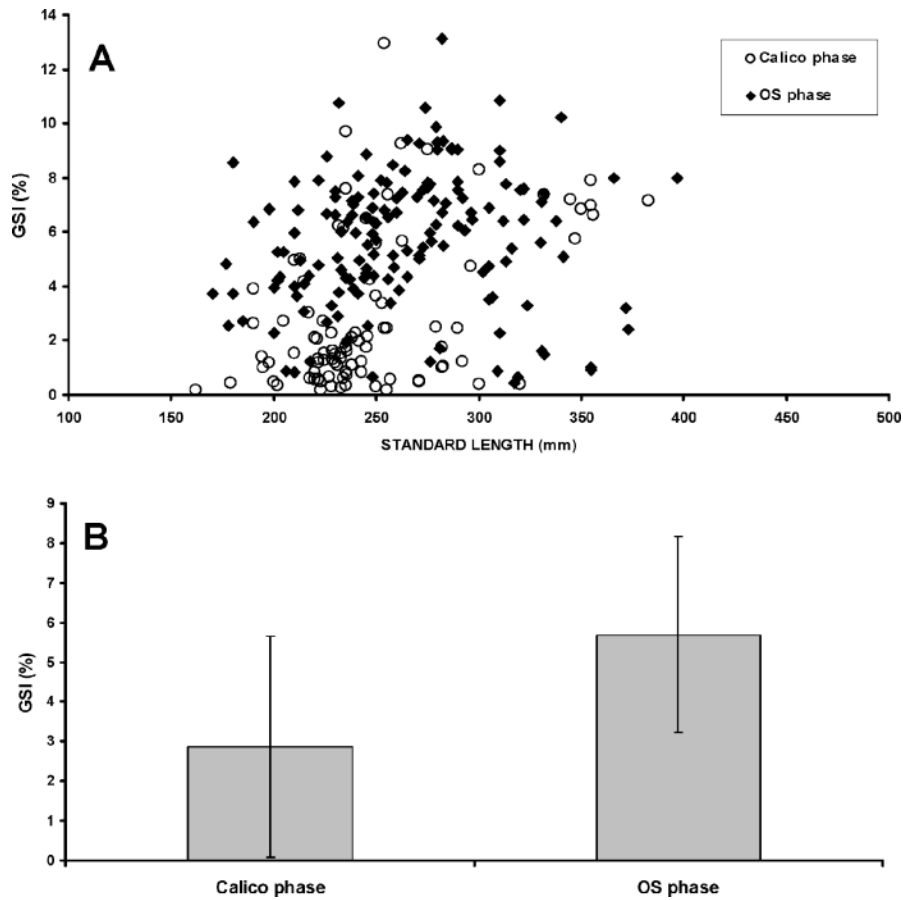 14
A
Calico phase
12
OS phase
10
8
GSI (%)
6
4
2
0
100 150 200 250 300 350 400 450 500
STANDARD LENGTH (mm)
9
B
8
7
6
5
GSI (%)
4
3
2
1
0
Calico phase OS phase